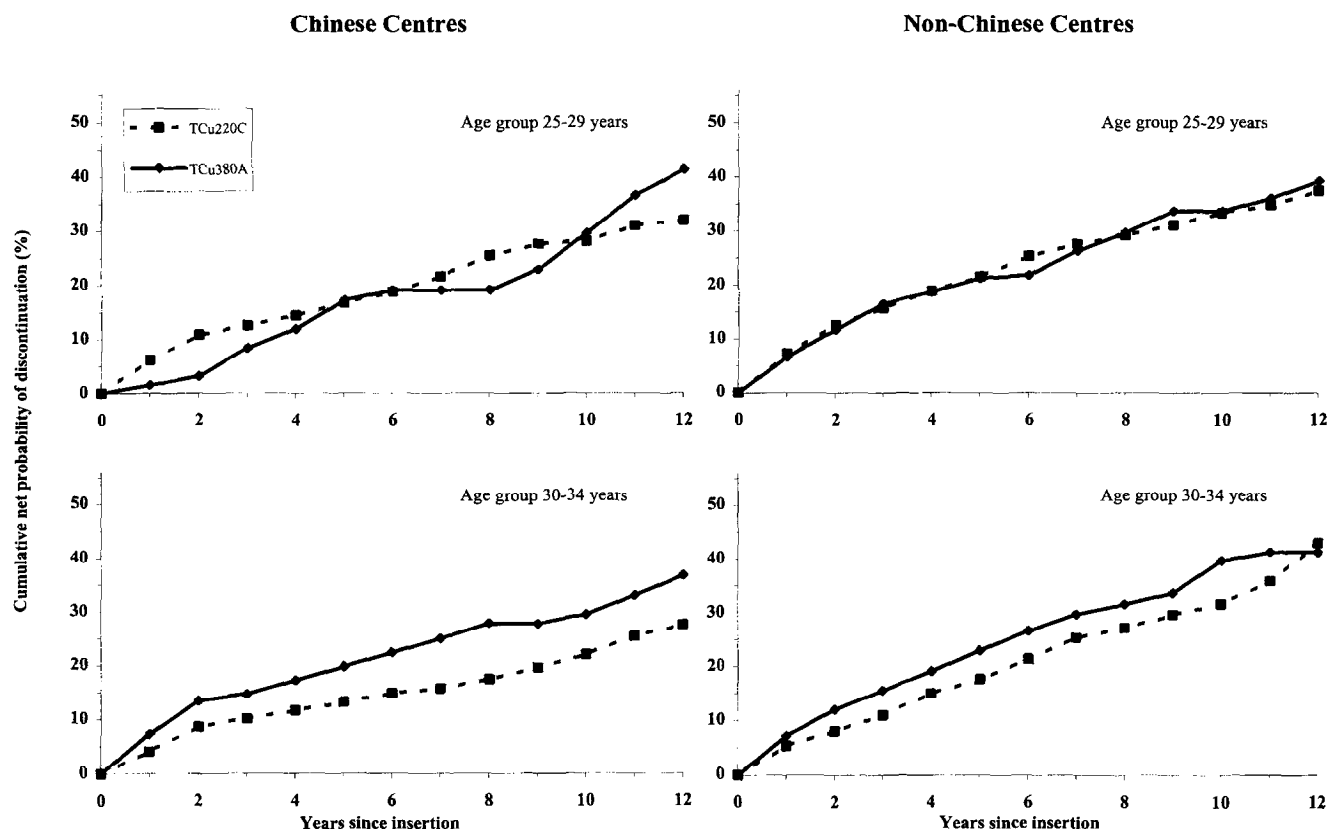 Chinese Centres
Non-Chinese Centres
Cumulative net probability of discontinuation (%)
50
40
30
20
10
0
TCu220C
TCu380A
Age group 25-29 years
0 2 4 6 8 10 12
50
40
30
20
10
0
Age group 25-29 years
0 2 4 6 8 10 12
50
40
30
20
10
0
Age group 30-34 years
0 2 4 6 8 10 12
Years since insertion
50
40
30
20
10
0
Age group 30-34 years
0 2 4 6 8 10 12
Years since insertion